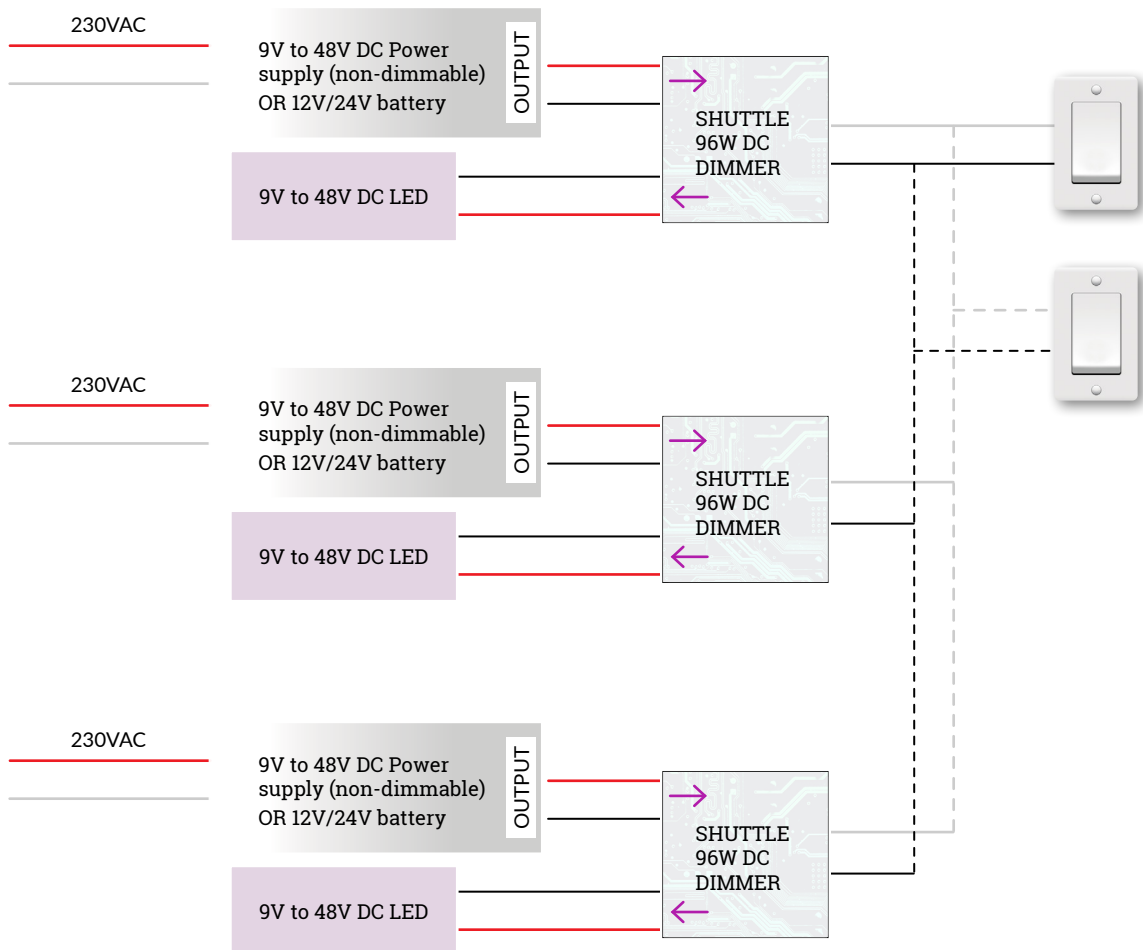 230VAC
9V to 48V DC Power
supply (non-dimmable)
OR 12V/24V battery
OUTPUT
SHUTTLE
96W DC
DIMMER
9V to 48V DC LED
230VAC
9V to 48V DC Power
supply (non-dimmable)
OR 12V/24V battery
OUTPUT
SHUTTLE
96W DC
DIMMER
9V to 48V DC LED
230VAC
9V to 48V DC Power
supply (non-dimmable)
OR 12V/24V battery
OUTPUT
SHUTTLE
96W DC
DIMMER
9V to 48V DC LED